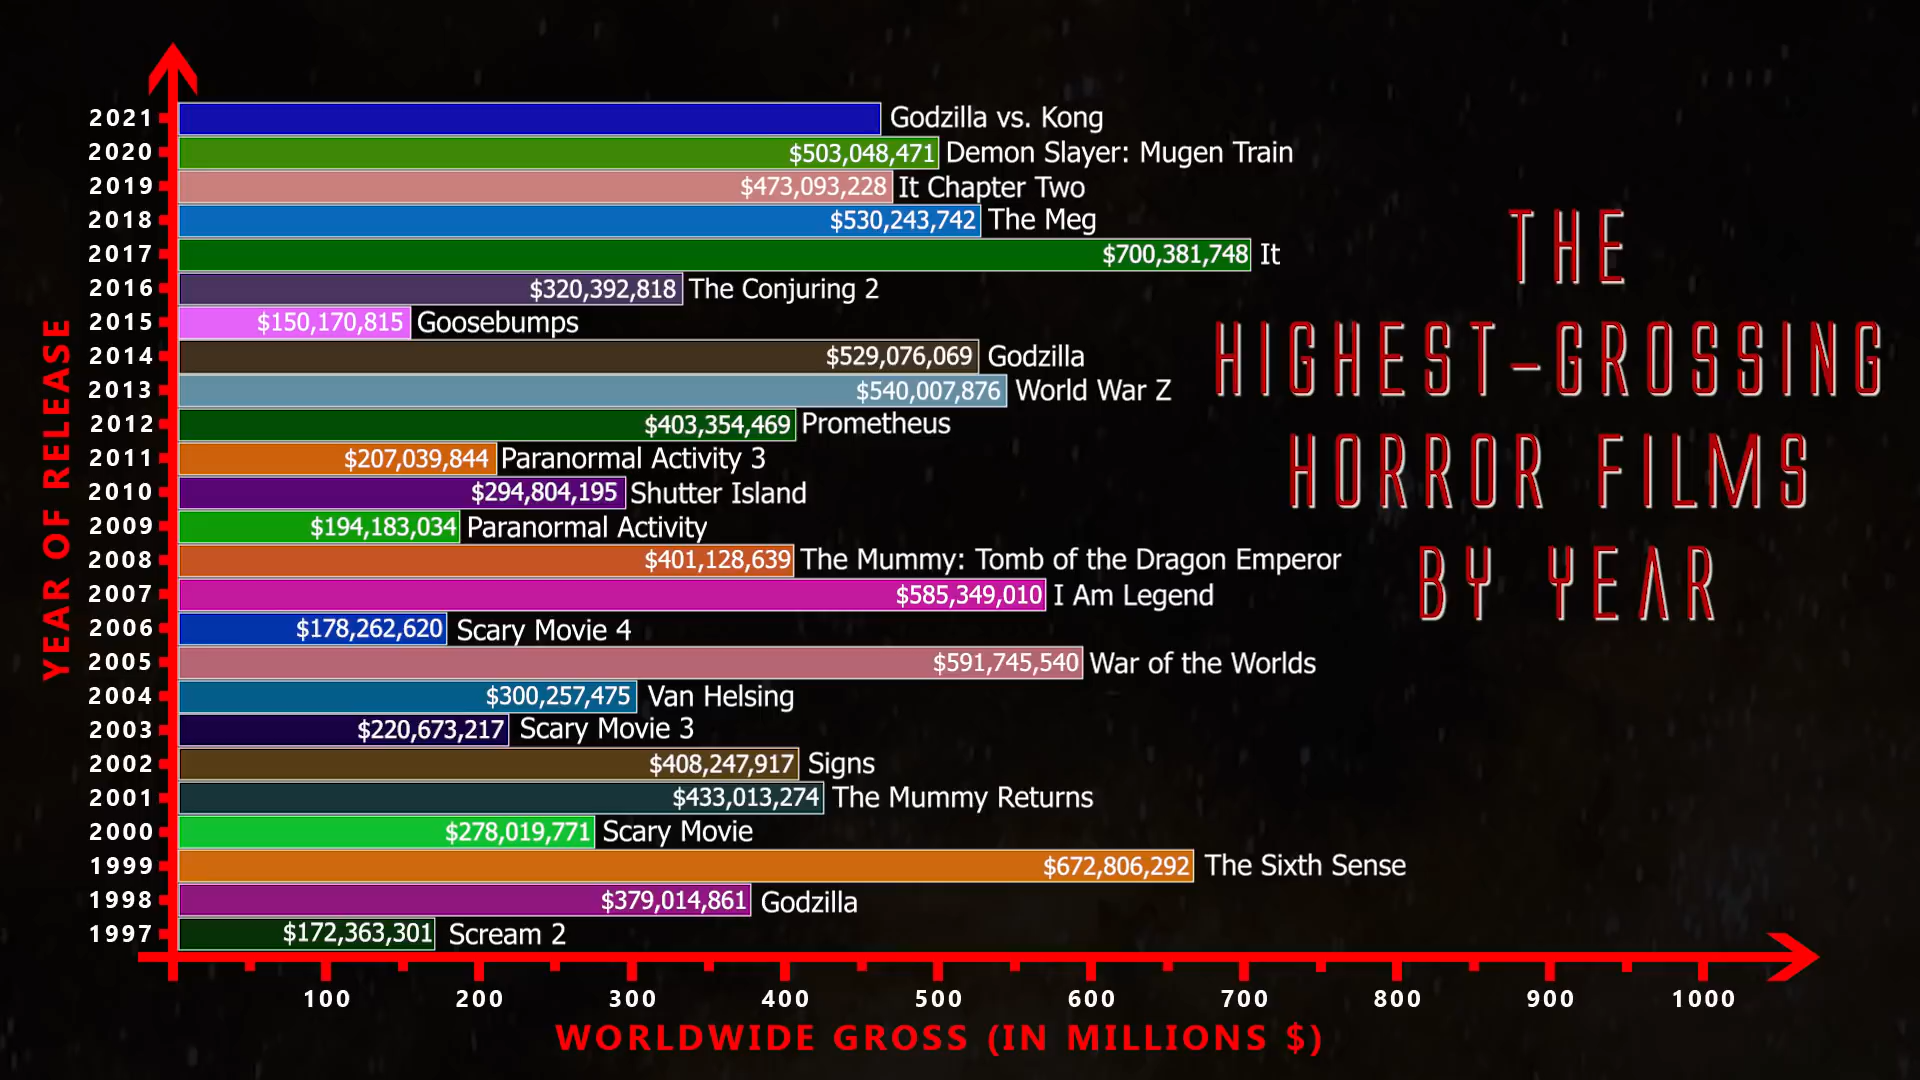 2021 Godzilla vs. Kong
2020 $503,048,471 Demon Slayer: Mugen Train
2019 $473,093,228 It Chapter Two
2018 $530,243,742 The Meg
2017 $700,381,748 It
2016 $320,392,818 The Conjuring 2
2015 $150,170,815 Goosebumps
2014 $529,076,069 Godzilla
2013 $540,007,876 World War Z
2012 $403,354,469 Prometheus
2011 $207,039,844 Paranormal Activity 3
2010 $294,804,195 Shutter Island
2009 $194,183,034 Paranormal Activity
2008 $401,128,639 The Mummy: Tomb of the Dragon Emperor
2007 $585,349,010 I Am Legend
2006 $178,262,620 Scary Movie 4
2005 $591,745,540 War of the Worlds
2004 $300,257,475 Van Helsing
2003 $220,673,217 Scary Movie 3
2002 $408,247,917 Signs
2001 $433,013,274 The Mummy Returns
2000 $278,019,771 Scary Movie
1999 $672,806,292 The Sixth Sense
1998 $379,014,861 Godzilla
1997 $172,363,301 Scream 2
100 200 300 400 500 600 700 800 900 1000
WORLDWIDE GROSS (IN MILLIONS $)
YEAR OF RELEASE
THE
HIGHEST-GROSSING
HORROR FILMS
BY YEAR